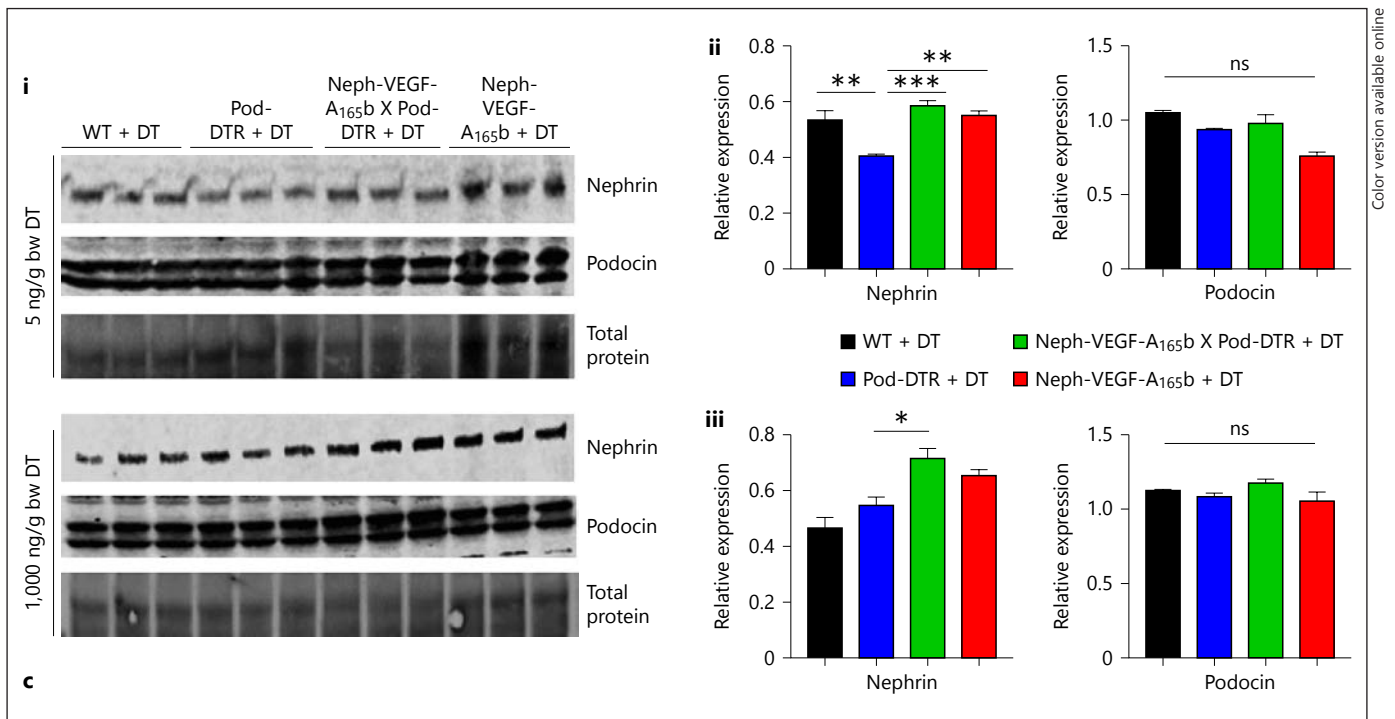 Color version available online
i
WT + DT
Pod-
DTR + DT
Neph-VEGF-
A₁₆₅b X Pod-
DTR + DT
Neph-
VEGF-
A₁₆₅b + DT
5 ng/g bw DT
Nephrin
Podocin
Total
protein
1,000 ng/g bw DT
Nephrin
Podocin
Total
protein
c
ii
Relative expression
0.8
0.6
0.4
0.2
0
** *** **
Nephrin
Relative expression
1.5
1.0
1.5
0
ns
Podocin
WT + DT
Neph-VEGF-A₁₆₅b X Pod-DTR + DT
Pod-DTR + DT
Neph-VEGF-A₁₆₅b + DT
iii
Relative expression
0.8
0.6
0.4
0
*
Nephrin
Relative expression
1.5
1.0
1.5
0
ns
Podocin